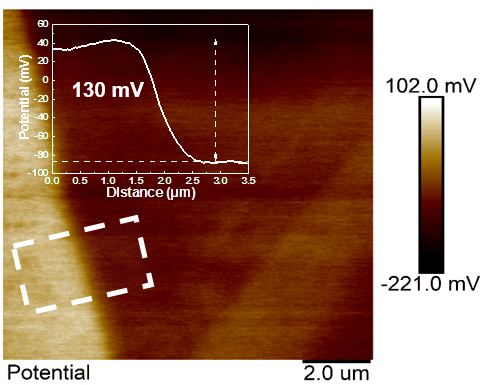 60
40
20
0
-20
-40
-60
-80
-100
Potential (mV)
130 mV
0.0 0.5 1.0 1.5 2.0 2.5 3.0 3.5
Distance (µm)
102.0 mV
-221.0 mV
Potential
2.0 um